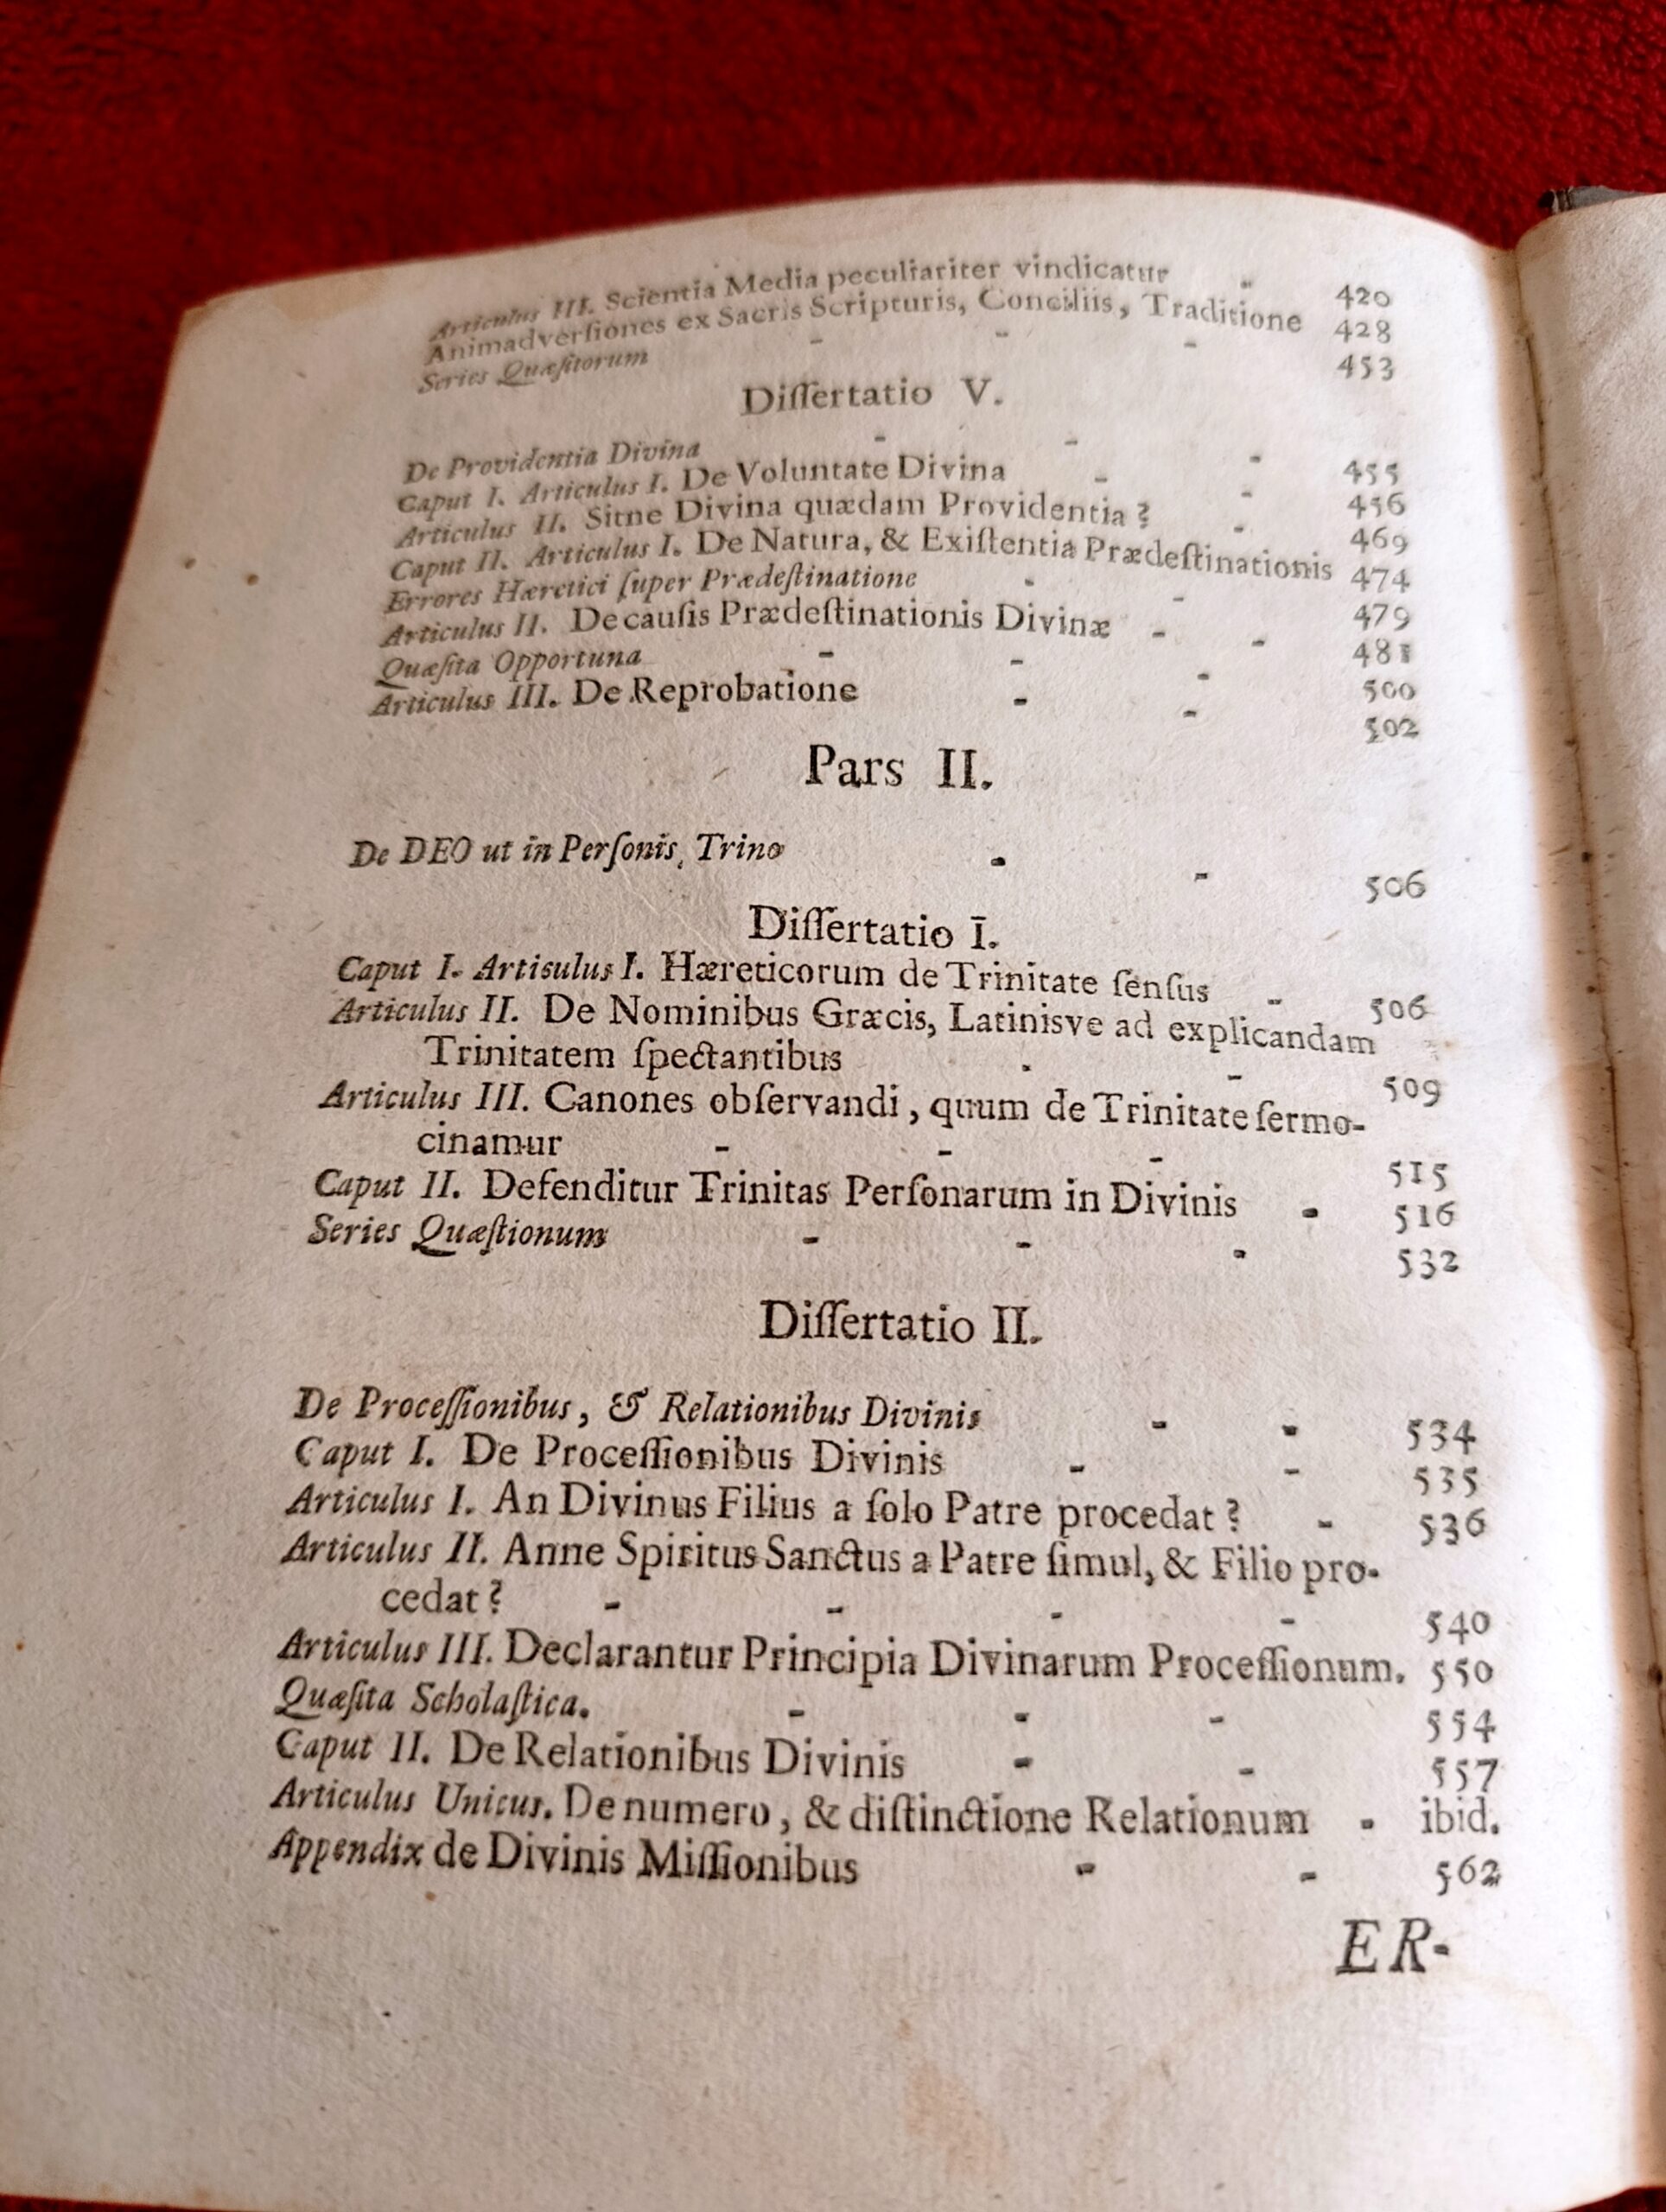 Articulus III. Scientia Media peculiariter vindicatur - 420
Animadverſiones ex Sacris Scripturis, Conciliis, Traditione 428
Series Quæſitorum - - - 453
Diſſertatio V.
De Providentia Divina - - - 455
Caput I. Articulus I. De Voluntate Divina - - 456
Articulus II. Sitne Divina quædam Providentia? - 469
Caput II. Articulus I. De Natura, & Exiſtentia Prædeſtinationis 474
Errores Hæretici ſuper Prædeſtinatione - - 479
Articulus II. De cauſis Prædeſtinationis Divinæ - - 481
Quæſita Opportuna - - - 500
Articulus III. De Reprobatione - - 502
Pars II.
De DEO ut in Perſonis, Trino - - 506
Diſſertatio I.
Caput I. Articulus I. Hæreticorum de Trinitate ſenſus - 506
Articulus II. De Nominibus Græcis, Latinisve ad explicandam
Trinitatem ſpectantibus - - 509
Articulus III. Canones obſervandi, quum de Trinitate ſermo-
cinamur - - - 515
Caput II. Defenditur Trinitas Perſonarum in Divinis - 516
Series Quæſtionum - - - 532
Diſſertatio II.
De Proceſſionibus, & Relationibus Divinis - - 534
Caput I. De Proceſſionibus Divinis - - 535
Articulus I. An Divinus Filius a ſolo Patre procedat? - 536
Articulus II. Anne Spiritus Sanctus a Patre ſimul, & Filio pro-
cedat? - - - - 540
Articulus III. Declarantur Principia Divinarum Proceſſionum. 550
Quæſita Scholaſtica. - - - 554
Caput II. De Relationibus Divinis - - 557
Articulus Unicus. De numero, & diſtinctione Relationum - ibid.
Appendix de Divinis Miſſionibus - - 562
ER-